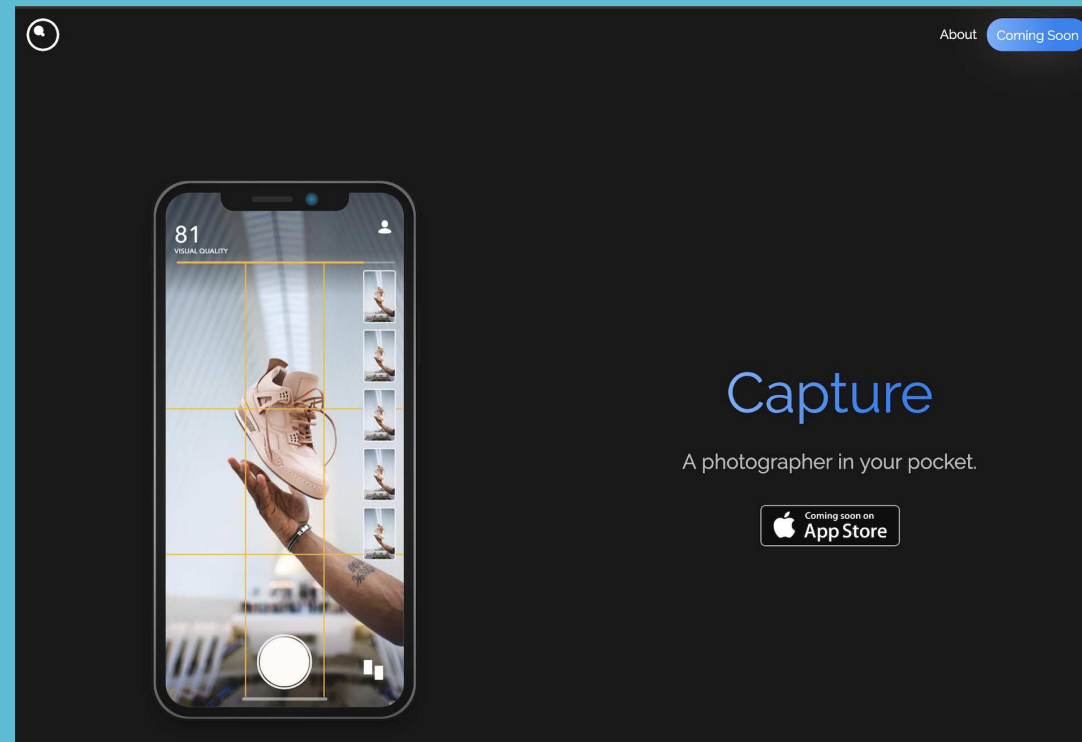 About
Coming Soon
81
VISUAL QUALITY
Capture
A photographer in your pocket.
Coming soon on
App Store